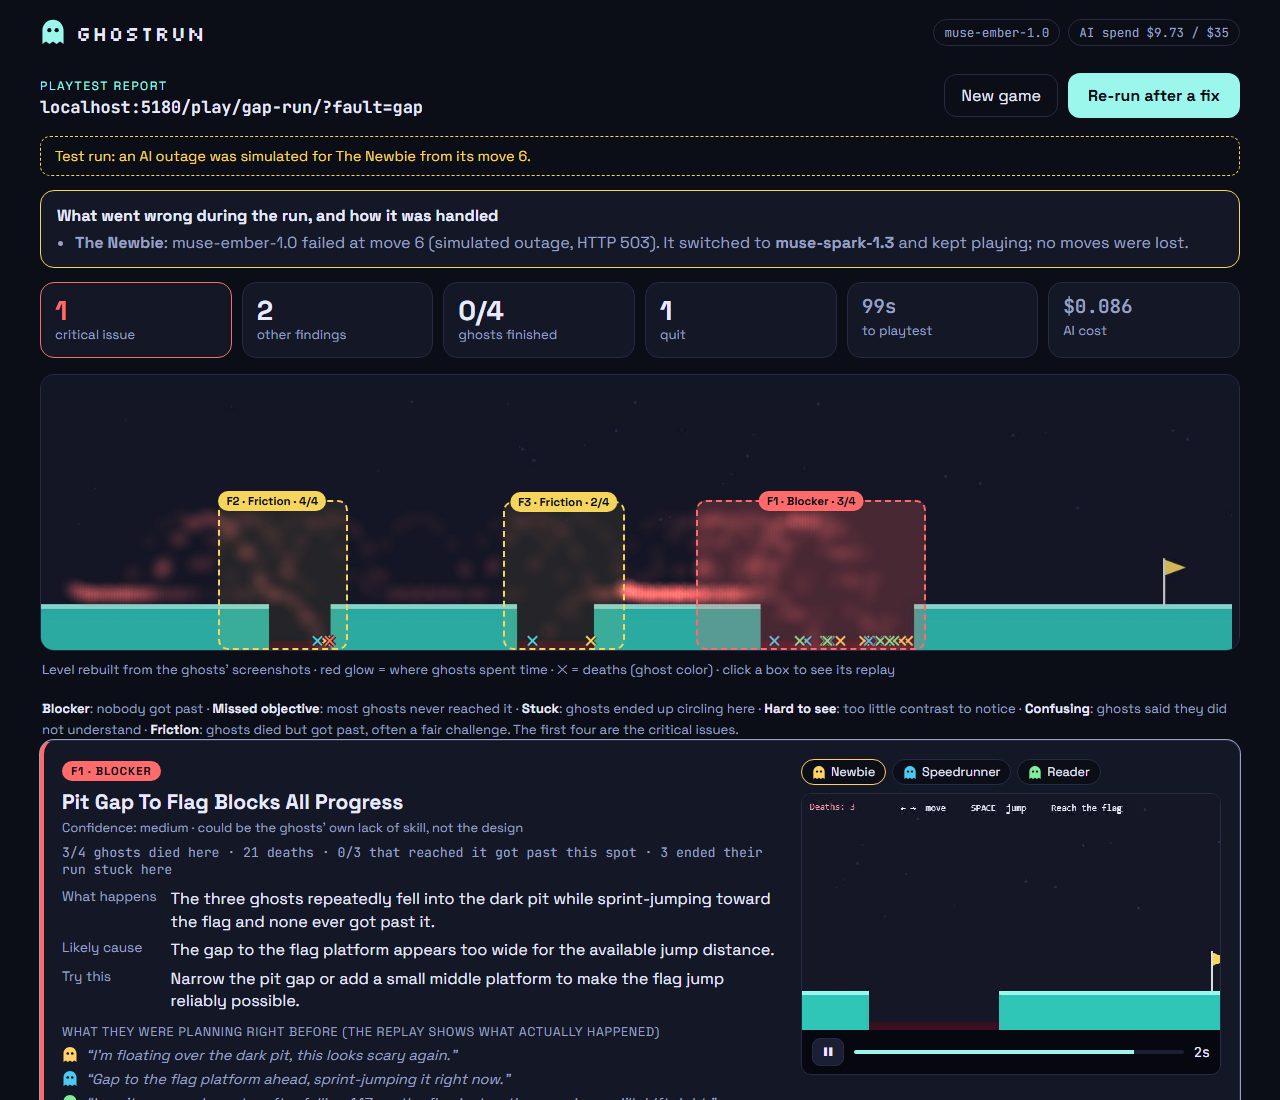 GHOSTRUN
muse-ember-1.0
AI spend $9.73 / $35
PLAYTEST REPORT
localhost:5180/play/gap-run/?fault=gap
New game
Re-run after a fix
Test run: an AI outage was simulated for The Newbie from its move 6.
What went wrong during the run, and how it was handled
• The Newbie: muse-ember-1.0 failed at move 6 (simulated outage, HTTP 503). It switched to muse-spark-1.3 and kept playing; no moves were lost.
1
critical issue
2
other findings
0/4
ghosts finished
1
quit
99s
to playtest
$0.086
AI cost
F2 · Friction · 4/4
F3 · Friction · 2/4
F1 · Blocker · 3/4
Level rebuilt from the ghosts' screenshots · red glow = where ghosts spent time · × = deaths (ghost color) · click a box to see its replay
Blocker: nobody got past · Missed objective: most ghosts never reached it · Stuck: ghosts ended up circling here · Hard to see: too little contrast to notice · Confusing: ghosts said they did
not understand · Friction: ghosts died but got past, often a fair challenge. The first four are the critical issues.
F1 · BLOCKER
Pit Gap To Flag Blocks All Progress
Confidence: medium · could be the ghosts' own lack of skill, not the design
3/4 ghosts died here · 21 deaths · 0/3 that reached it got past this spot · 3 ended their
run stuck here
What happens
The three ghosts repeatedly fell into the dark pit while sprint-jumping toward
the flag and none ever got past it.
Likely cause
The gap to the flag platform appears too wide for the available jump distance.
Try this
Narrow the pit gap or add a small middle platform to make the flag jump
reliably possible.
WHAT THEY WERE PLANNING RIGHT BEFORE (THE REPLAY SHOWS WHAT ACTUALLY HAPPENED)
"I'm floating over the dark pit, this looks scary again."
"Gap to the flag platform ahead, sprint-jumping it right now."
Newbie
Speedrunner
Reader
Deaths: 3
← → move
SPACE jump
Reach the flag
2s